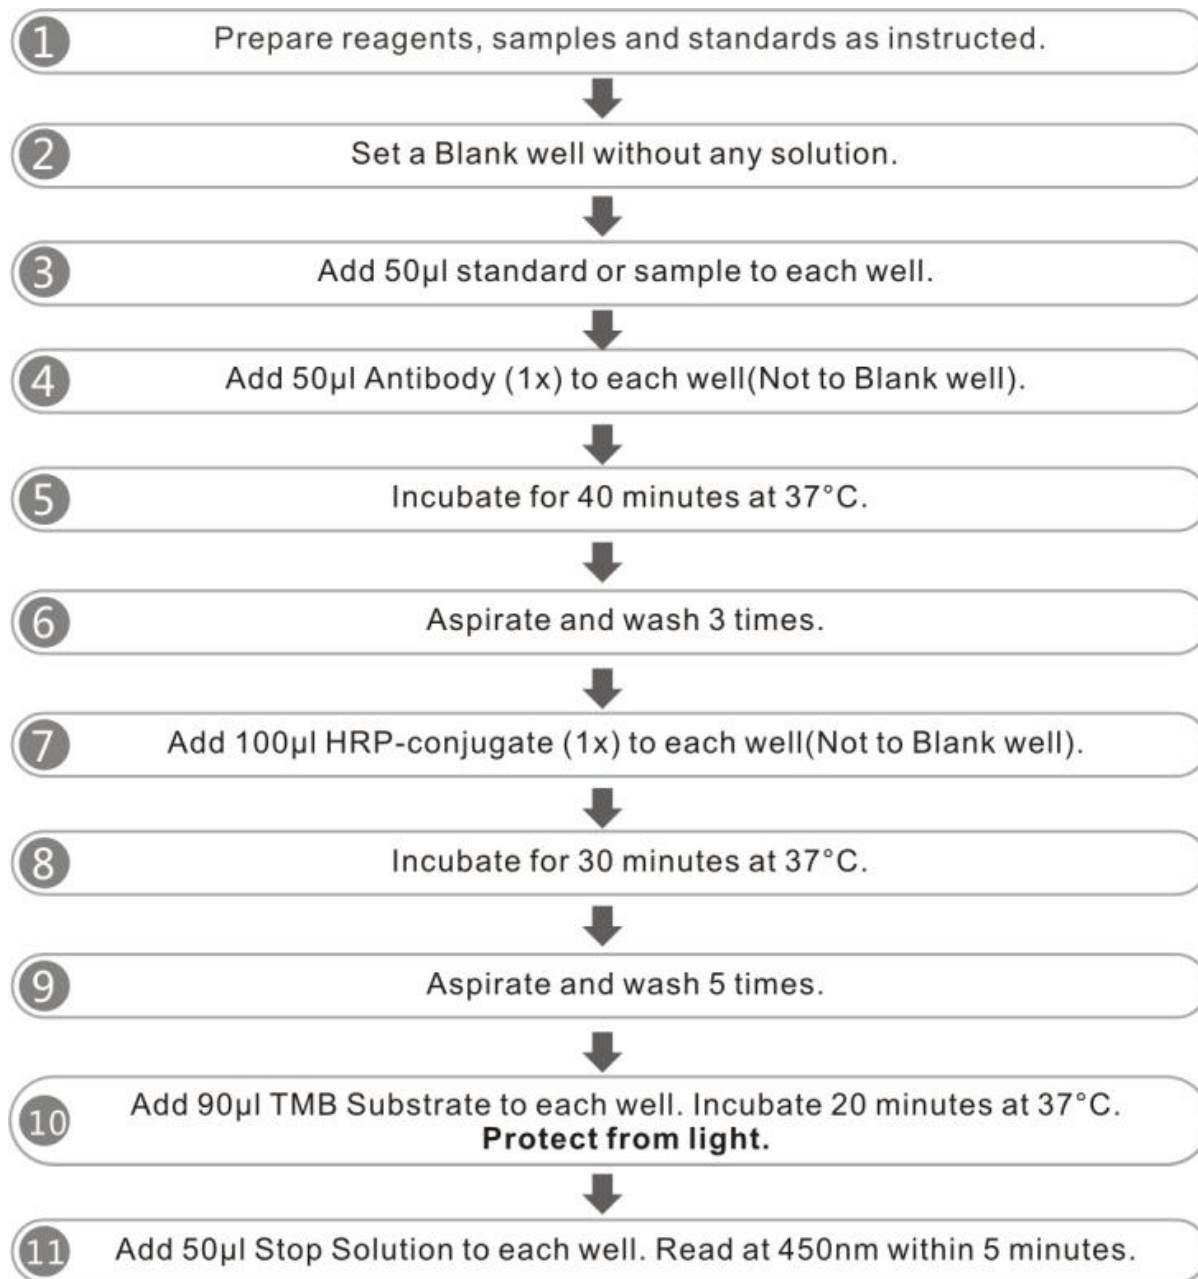 1 Prepare reagents, samples and standards as instructed.
2 Set a Blank well without any solution.
3 Add 50μl standard or sample to each well.
4 Add 50μl Antibody (1x) to each well(Not to Blank well).
5 Incubate for 40 minutes at 37°C.
6 Aspirate and wash 3 times.
7 Add 100μl HRP-conjugate (1x) to each well(Not to Blank well).
8 Incubate for 30 minutes at 37°C.
9 Aspirate and wash 5 times.
10 Add 90μl TMB Substrate to each well. Incubate 20 minutes at 37°C.
Protect from light.
11 Add 50μl Stop Solution to each well. Read at 450nm within 5 minutes.